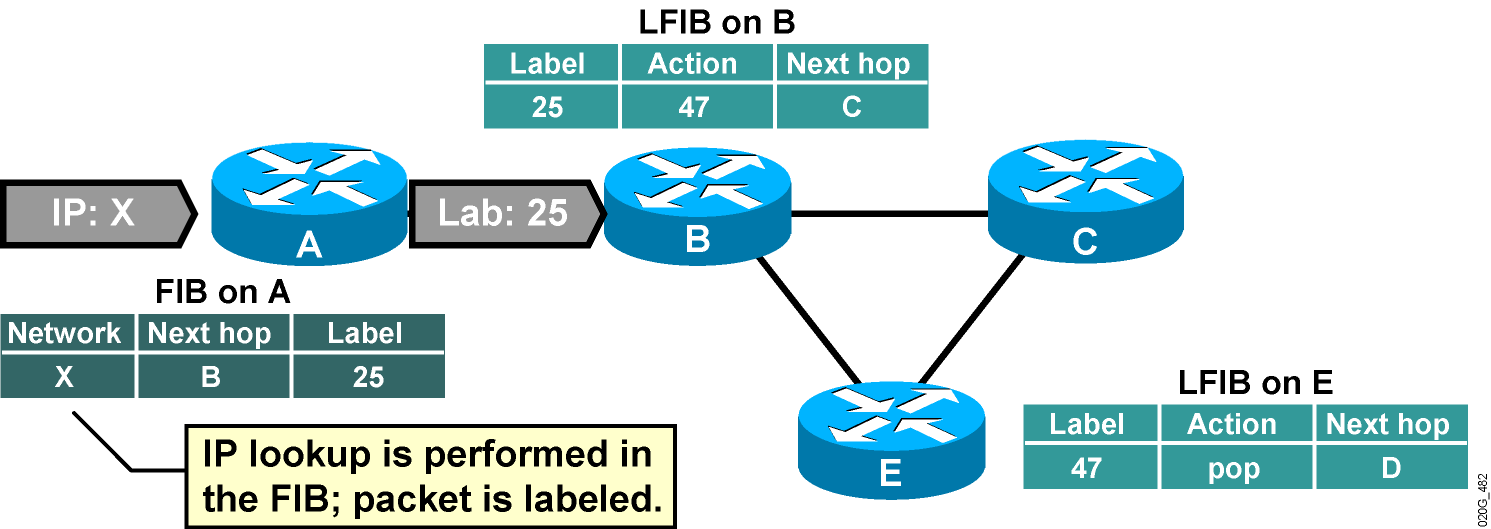 LFIB on B
Label Action Next hop
25 47 C
IP: X
A
Lab: 25
B
C
FIB on A
Network Next hop Label
X B 25
IP lookup is performed in
the FIB; packet is labeled.
E
LFIB on E
Label Action Next hop
47 pop D
020G_482